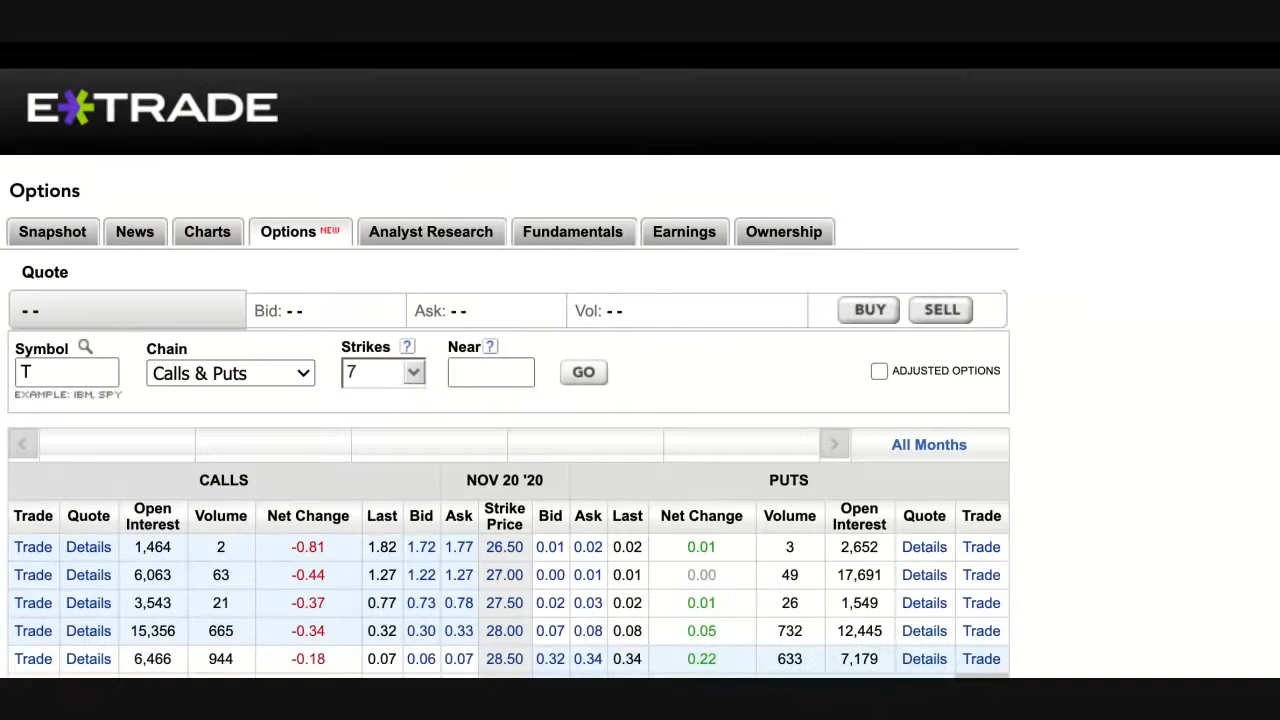 E*TRADE
Options
Snapshot News Charts Options NEW Analyst Research Fundamentals Earnings Ownership
Quote
- - Bid: - - Ask: - - Vol: - - BUY SELL
Symbol Chain Strikes ? Near ?
T Calls & Puts 7 GO ADJUSTED OPTIONS
EXAMPLE: IBM, SPY
< > All Months
CALLS NOV 20 '20 PUTS
Trade Quote Open Interest Volume Net Change Last Bid Ask Strike Price Bid Ask Last Net Change Volume Open Interest Quote Trade
Trade Details 1,464 2 -0.81 1.82 1.72 1.77 26.50 0.01 0.02 0.02 0.01 3 2,652 Details Trade
Trade Details 6,063 63 -0.44 1.27 1.22 1.27 27.00 0.00 0.01 0.01 0.00 49 17,691 Details Trade
Trade Details 3,543 21 -0.37 0.77 0.73 0.78 27.50 0.02 0.03 0.02 0.01 26 1,549 Details Trade
Trade Details 15,356 665 -0.34 0.32 0.30 0.33 28.00 0.07 0.08 0.08 0.05 732 12,445 Details Trade
Trade Details 6,466 944 -0.18 0.07 0.06 0.07 28.50 0.32 0.34 0.34 0.22 633 7,179 Details Trade